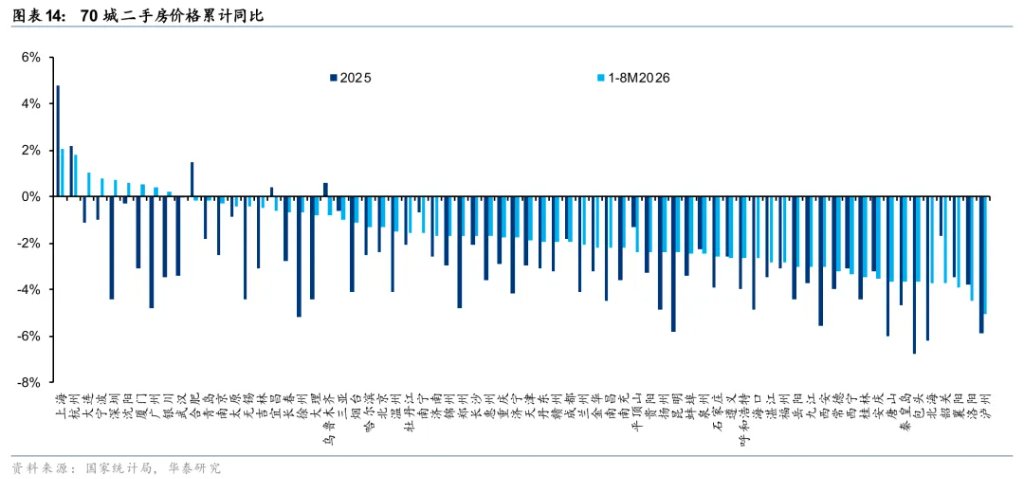 图表14： 70 城二手房价格累计同比
6%
4%
2%
0%
-2%
-4%
-6%
-8%
2025
1-8M2026
上海
杭州
大连
宁波
深圳
沈阳
厦门
广州
银川
武汉
合肥
青岛
南京
太原
无锡
吉林
宜昌
长春
徐州
大理
乌鲁木齐
三亚
烟台
哈尔滨
北京
温州
牡丹江
南宁
济南
锦州
郑州
长沙
惠州
重庆
济宁
天津
丹东
赣州
成都
兰州
金华
南昌
南充
平顶山
贵阳
扬州
昆明
蚌埠
泉州
石家庄
遵义
呼和浩特
海口
湛江
福州
岳阳
九江
西安
常德
西宁
桂林
安庆
唐山
秦皇岛
包头
北海
韶关
襄阳
洛阳
泸州
资料来源：国家统计局，华泰研究